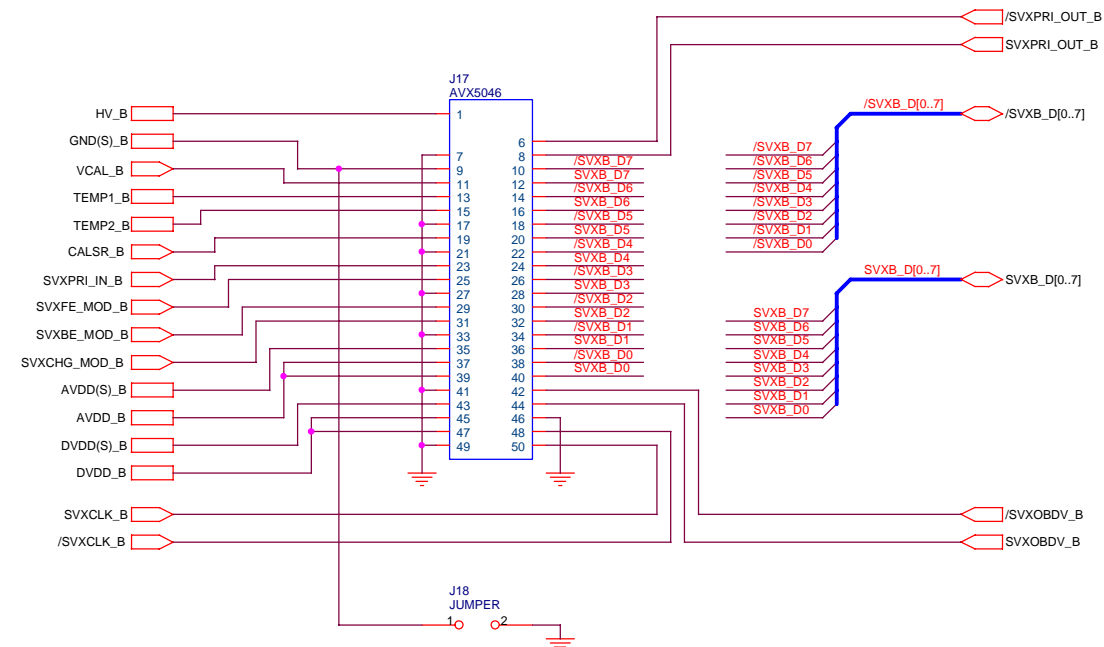 /SVXPRI_OUT_B
SVXPRI_OUT_B
J17
AVX5046
HV_B
GND(S)_B
VCAL_B
TEMP1_B
TEMP2_B
CALSR_B
SVXPRI_IN_B
SVXFE_MOD_B
SVXBE_MOD_B
SVXCHG_MOD_B
AVDD(S)_B
AVDD_B
DVDD(S)_B
DVDD_B
SVXCLK_B
/SVXCLK_B
1
7
9
11
13
15
17
19
21
23
25
27
29
31
33
35
37
39
41
43
45
47
49
6
8
10
12
14
16
18
20
22
24
26
28
30
32
34
36
38
40
42
44
46
48
50
/SVXB_D7
SVXB_D7
/SVXB_D6
SVXB_D6
/SVXB_D5
SVXB_D5
/SVXB_D4
SVXB_D4
/SVXB_D3
SVXB_D3
/SVXB_D2
SVXB_D2
/SVXB_D1
SVXB_D1
/SVXB_D0
SVXB_D0
/SVXB_D[0..7]
/SVXB_D[0..7]
/SVXB_D7
/SVXB_D6
/SVXB_D5
/SVXB_D4
/SVXB_D3
/SVXB_D2
/SVXB_D1
/SVXB_D0
SVXB_D[0..7]
SVXB_D[0..7]
SVXB_D7
SVXB_D6
SVXB_D5
SVXB_D4
SVXB_D3
SVXB_D2
SVXB_D1
SVXB_D0
/SVXOBDV_B
SVXOBDV_B
J18
JUMPER
1
2